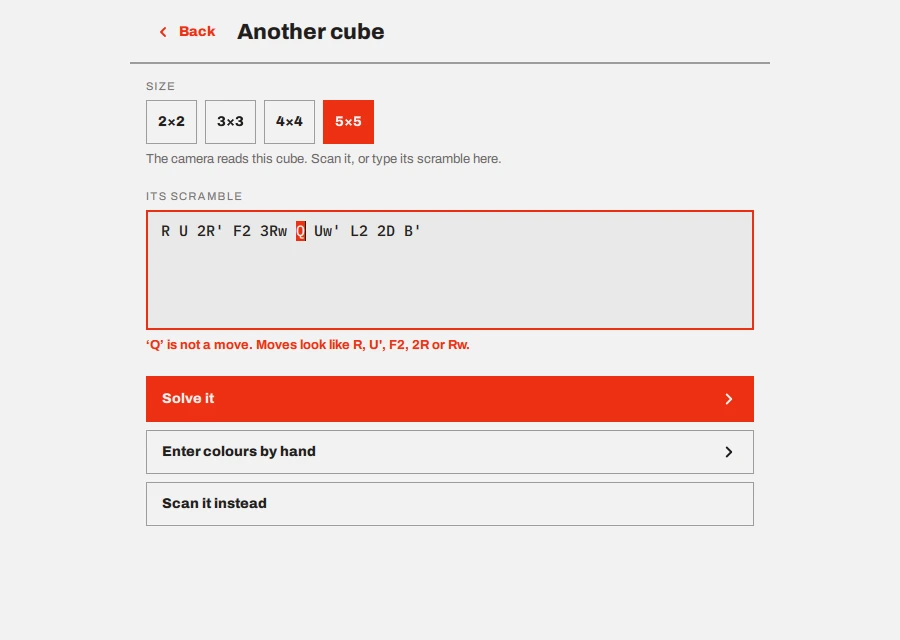 Back
Another cube
SIZE
2×2 3×3 4×4 5×5
The camera reads this cube. Scan it, or type its scramble here.
ITS SCRAMBLE
R U 2R' F2 3Rw Q Uw' L2 2D B'
‘Q’ is not a move. Moves look like R, U', F2, 2R or Rw.
Solve it
Enter colours by hand
Scan it instead